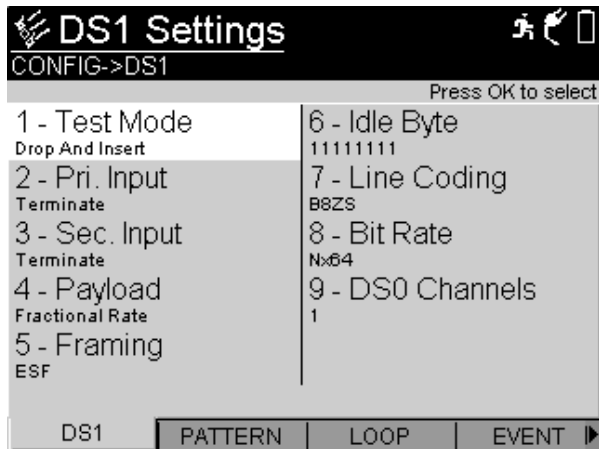 DS1 Settings
CONFIG->DS1
Press OK to select
1 - Test Mode
Drop And Insert
2 - Pri. Input
Terminate
3 - Sec. Input
Terminate
4 - Payload
Fractional Rate
5 - Framing
ESF
6 - Idle Byte
11111111
7 - Line Coding
B8ZS
8 - Bit Rate
Nx64
9 - DS0 Channels
1
DS1 PATTERN LOOP EVENT